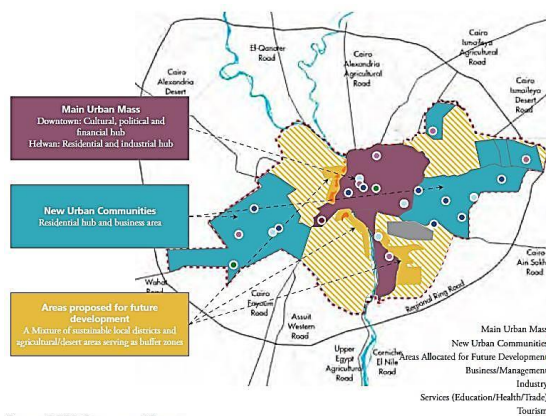 El-Qanater
Road
Cairo
Alexandria
Desert
Cairo
Alexandria
Agricultural
Road
Cairo
Ismaileya
Agricultural
Road
Cairo
Ismaileya
Desert
Road
Main Urban Mass
Downtown: Cultural, political and
financial hub
Helwan: Residential and industrial hub
New Urban Communities
Residential hub and business area
Areas proposed for future
development
A Mixture of sustainable local districts and
agricultural/desert areas serving as buffer zones
Wahat
Road
Cairo
Fayoum
Road
Assuit
Western
Road
Upper
Egypt
Agricultural
Road
Corniche
El Nile
Road
Regional Ring Road
Cairo
Ain Sokh
Road
Main Urban Mass
New Urban Communities
Areas Allocated for Future Development
Business/Management
Industry
Services (Education/Health/Trade)
Tourism